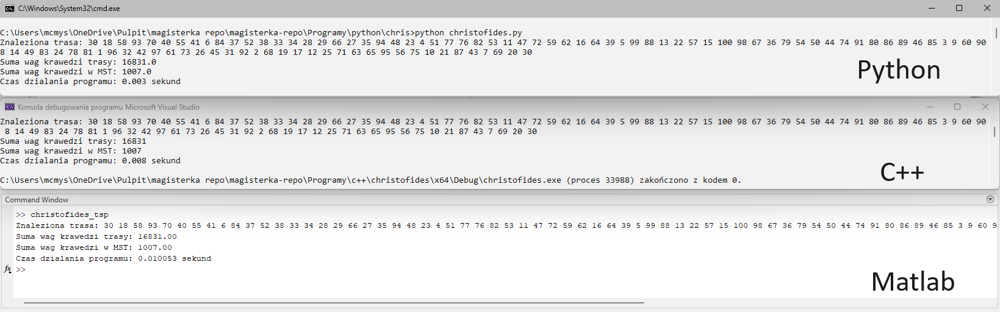 C:\Windows\System32\cmd.exe
C:\Users\mcmys\OneDrive\Pulpit\magisterka repo\magisterka-repo\Programy\python\chris>python christofides.py
Znaleziona trasa: 30 18 58 93 70 40 55 41 6 84 37 52 38 33 34 28 29 66 27 35 94 48 23 4 51 77 76 82 53 11 47 72 59 62 16 64 39 5 99 88 13 22 57 15 100 98 67 36 79 54 50 44 74 91 80 86 89 46 85 3 9 60 90
8 14 49 83 24 78 81 1 96 32 42 97 61 73 26 45 31 92 2 68 19 17 12 25 71 63 65 95 56 75 10 21 87 43 7 69 20 30
Suma wag krawedzi trasy: 16831.0
Suma wag krawedzi w MST: 1007.0
Czas dzialania programu: 0.003 sekund
Python
Konsola debugowania programu Microsoft Visual Studio
Znaleziona trasa: 30 18 58 93 70 40 55 41 6 84 37 52 38 33 34 28 29 66 27 35 94 48 23 4 51 77 76 82 53 11 47 72 59 62 16 64 39 5 99 88 13 22 57 15 100 98 67 36 79 54 50 44 74 91 80 86 89 46 85 3 9 60 90
8 14 49 83 24 78 81 1 96 32 42 97 61 73 26 45 31 92 2 68 19 17 12 25 71 63 65 95 56 75 10 21 87 43 7 69 20 30
Suma wag krawedzi trasy: 16831
Suma wag krawedzi w MST: 1007
Czas dzialania programu: 0.008 sekund
C:\Users\mcmys\OneDrive\Pulpit\magisterka repo\magisterka-repo\Programy\c++\christofides\x64\Debug\christofides.exe (proces 33988) zakończono z kodem 0.
C++
Command Window
>> christofides_tsp
Znaleziona trasa: 30 18 58 93 70 40 55 41 6 84 37 52 38 33 34 28 29 66 27 35 94 48 23 4 51 77 76 82 53 11 47 72 59 62 16 64 39 5 99 88 13 22 57 15 100 98 67 36 79 54 50 44 74 91 80 86 89 46 85 3 9 60 9
Suma wag krawedzi trasy: 16831.00
Suma wag krawedzi w MST: 1007.00
Czas dzialania programu: 0.010053 sekund
fx >>
Matlab